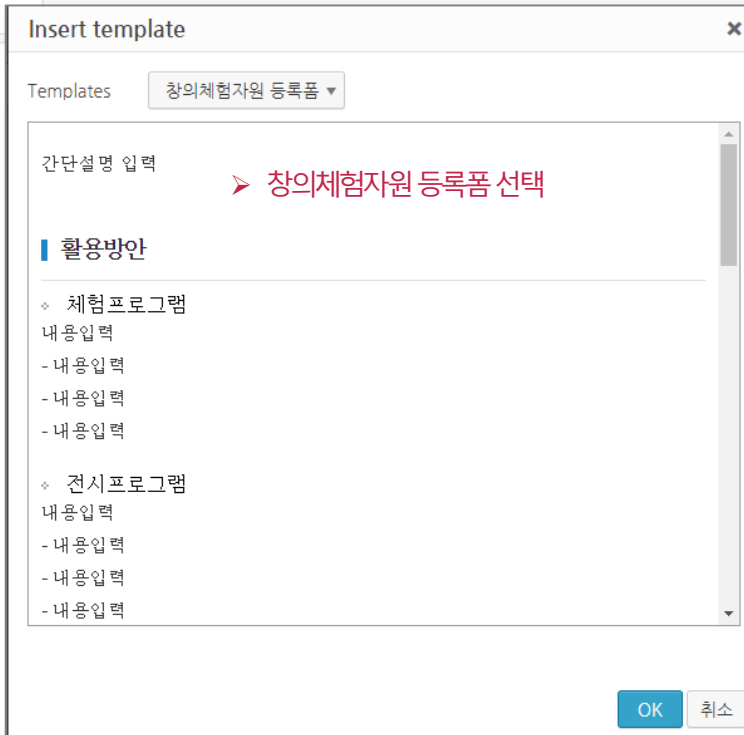 Insert template ×
Templates 창의체험자원 등록폼 ▼
간단설명 입력
➢ 창의체험자원 등록폼 선택
활용방안
체험프로그램
내용입력
- 내용입력
- 내용입력
- 내용입력
전시프로그램
내용입력
- 내용입력
- 내용입력
- 내용입력
OK 취소